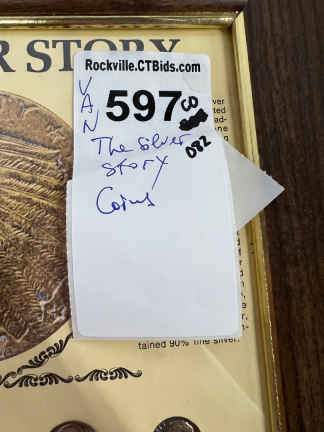 R STORY
Rockville.CTBids.com
VAN
597
CO
082
The Silver
Story
Coins
tained 90% fine silver.